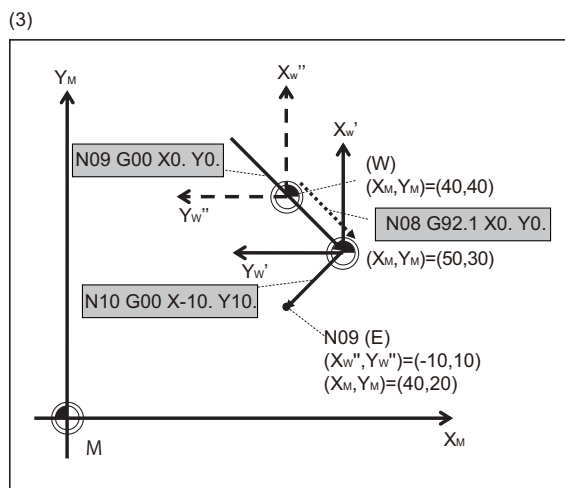 (3)
YM
XW''
XW'
N09 G00 X0. Y0.
(W)
(XM,YM)=(40,40)
YW''
N08 G92.1 X0. Y0.
(XM,YM)=(50,30)
YW'
N10 G00 X-10. Y10.
N09 (E)
(XW'',YW'')=(-10,10)
(XM,YM)=(40,20)
M
XM